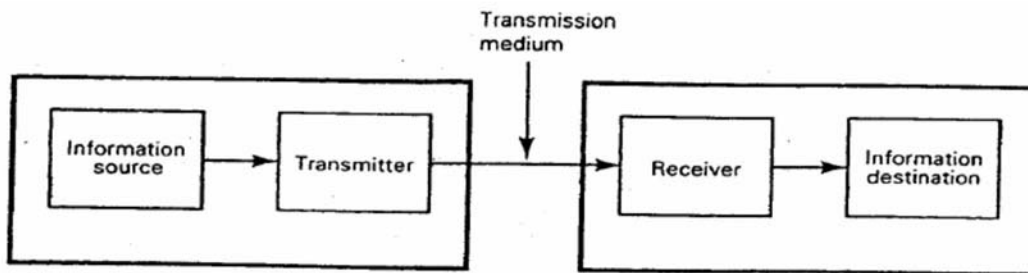 Transmission
medium
Information
source
Transmitter
Receiver
Information
destination